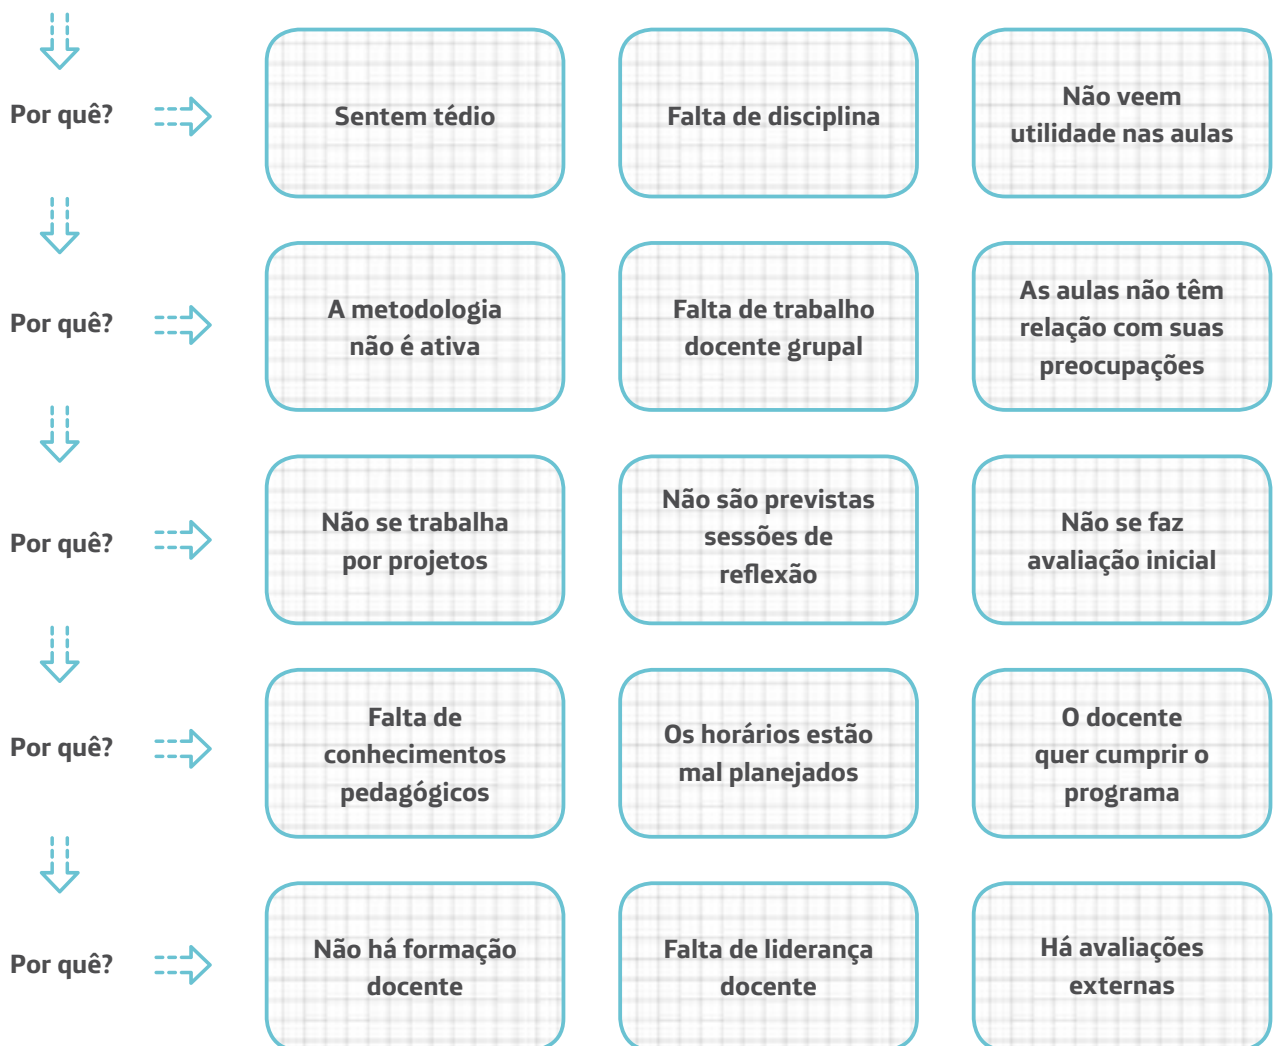 Por quê?
Sentem tédio
Falta de disciplina
Não veem
utilidade nas aulas
Por quê?
A metodologia
não é ativa
Falta de trabalho
docente grupal
As aulas não têm
relação com suas
preocupações
Por quê?
Não se trabalha
por projetos
Não são previstas
sessões de
reflexão
Não se faz
avaliação inicial
Por quê?
Falta de
conhecimentos
pedagógicos
Os horários estão
mal planejados
O docente
quer cumprir o
programa
Por quê?
Não há formação
docente
Falta de liderança
docente
Há avaliações
externas